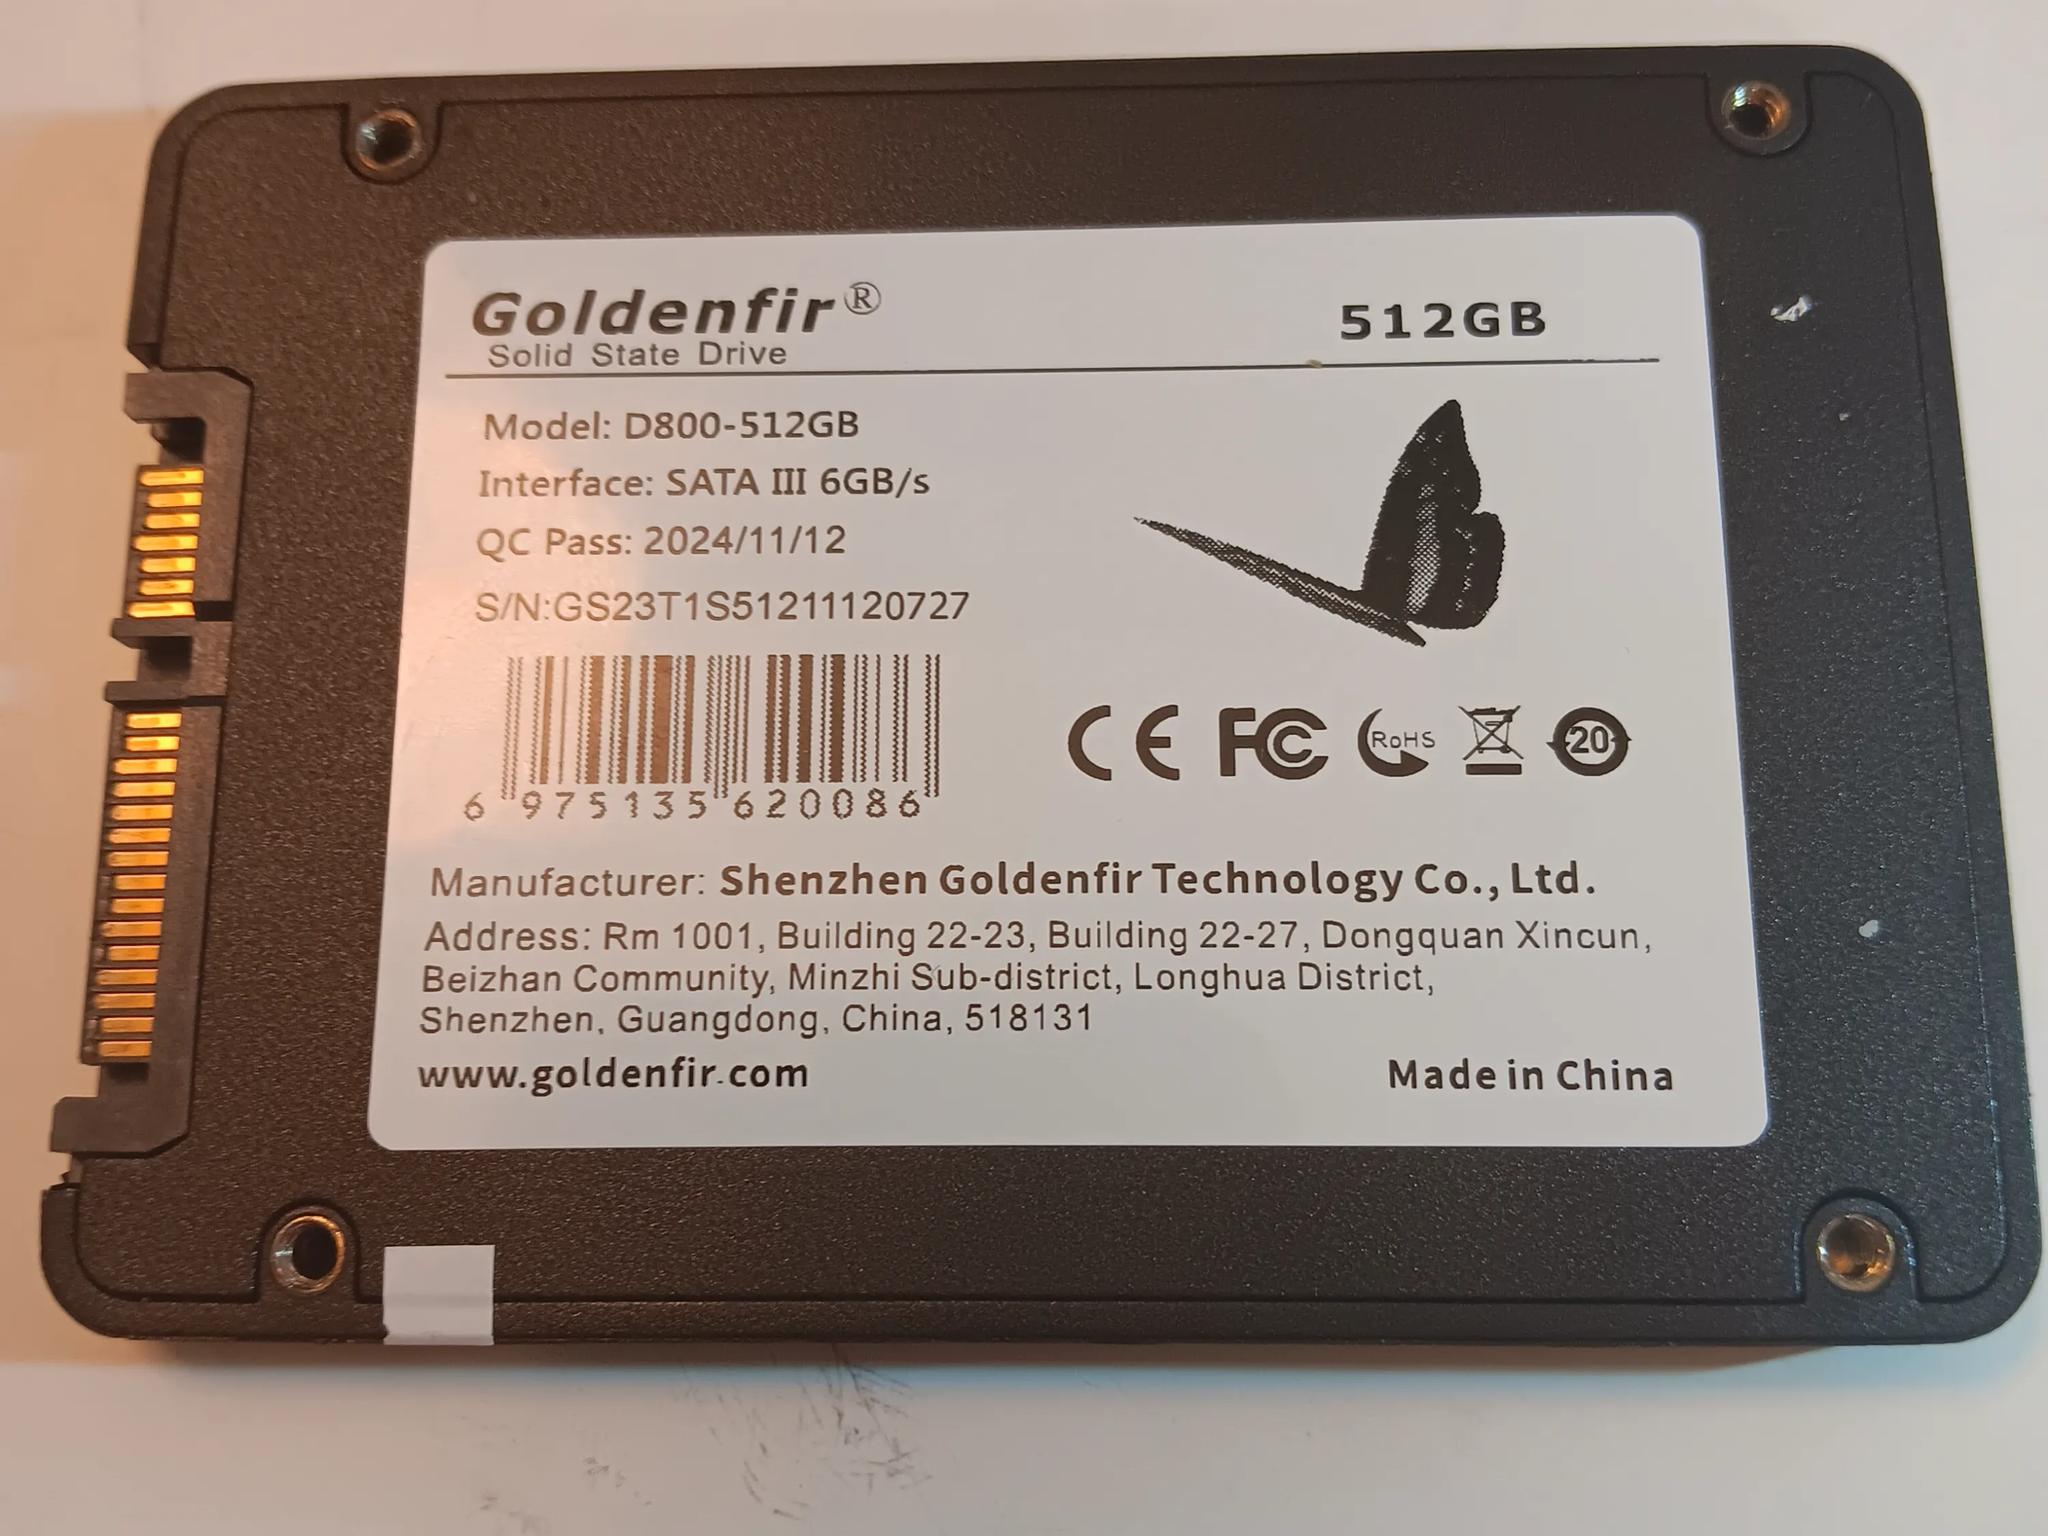 Goldenfir®
Solid State Drive
512GB
Model: D800-512GB
Interface: SATA III 6GB/s
QC Pass: 2024/11/12
S/N:GS23T1S51211120727
6 975135 620086
CE FC RoHS 20
Manufacturer: Shenzhen Goldenfir Technology Co., Ltd.
Address: Rm 1001, Building 22-23, Building 22-27, Dongquan Xincun,
Beizhan Community, Minzhi Sub-district, Longhua District,
Shenzhen, Guangdong, China, 518131
www.goldenfir.com
Made in China